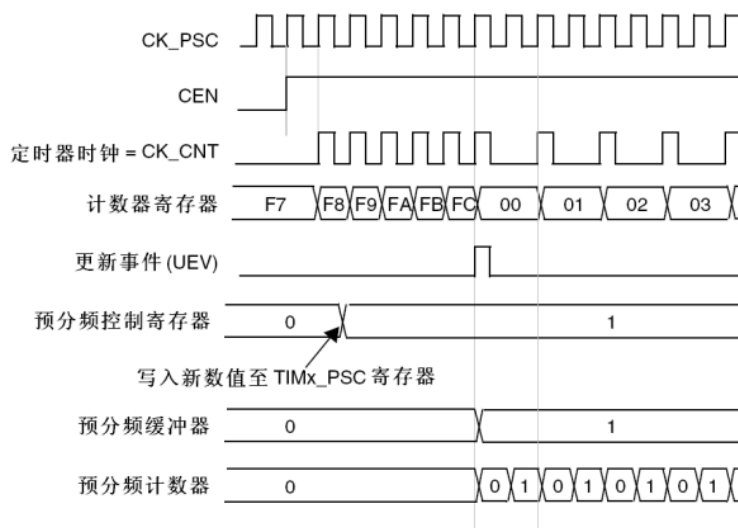 CK_PSC
CEN
定时器时钟 = CK_CNT
计数器寄存器 F7 F8 F9 FA FB FC 00 01 02 03
更新事件(UEV)
预分频控制寄存器 0 1
写入新数值至 TIMx_PSC 寄存器
预分频缓冲器 0 1
预分频计数器 0 0 1 0 1 0 1 0 1